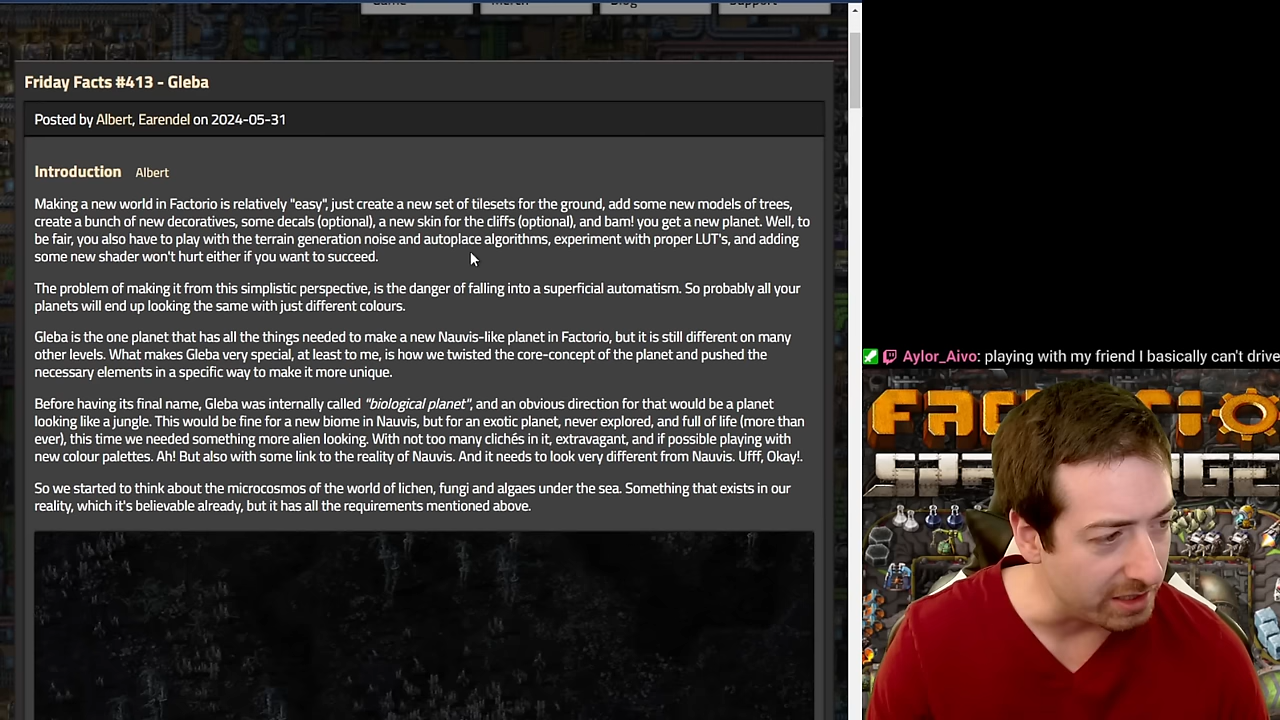 Friday Facts #413 - Gleba
Posted by Albert, Earendel on 2024-05-31
Introduction Albert
Making a new world in Factorio is relatively "easy", just create a new set of tilesets for the ground, add some new models of trees,
create a bunch of new decoratives, some decals (optional), a new skin for the cliffs (optional), and bam! you get a new planet. Well, to
be fair, you also have to play with the terrain generation noise and autoplace algorithms, experiment with proper LUT's, and adding
some new shader won't hurt either if you want to succeed.
The problem of making it from this simplistic perspective, is the danger of falling into a superficial automatism. So probably all your
planets will end up looking the same with just different colours.
Gleba is the one planet that has all the things needed to make a new Nauvis-like planet in Factorio, but it is still different on many
other levels. What makes Gleba very special, at least to me, is how we twisted the core-concept of the planet and pushed the
necessary elements in a specific way to make it more unique.
Before having its final name, Gleba was internally called "biological planet", and an obvious direction for that would be a planet
looking like a jungle. This would be fine for a new biome in Nauvis, but for an exotic planet, never explored, and full of life (more than
ever), this time we needed something more alien looking. With not too many clichés in it, extravagant, and if possible playing with
new colour palettes. Ah! But also with some link to the reality of Nauvis. And it needs to look very different from Nauvis. Ufff, Okay!.
So we started to think about the microcosmos of the world of lichen, fungi and algaes under the sea. Something that exists in our
reality, which it's believable already, but it has all the requirements mentioned above.
Aylor_Aivo: playing with my friend I basically can't drive
FACTORIO